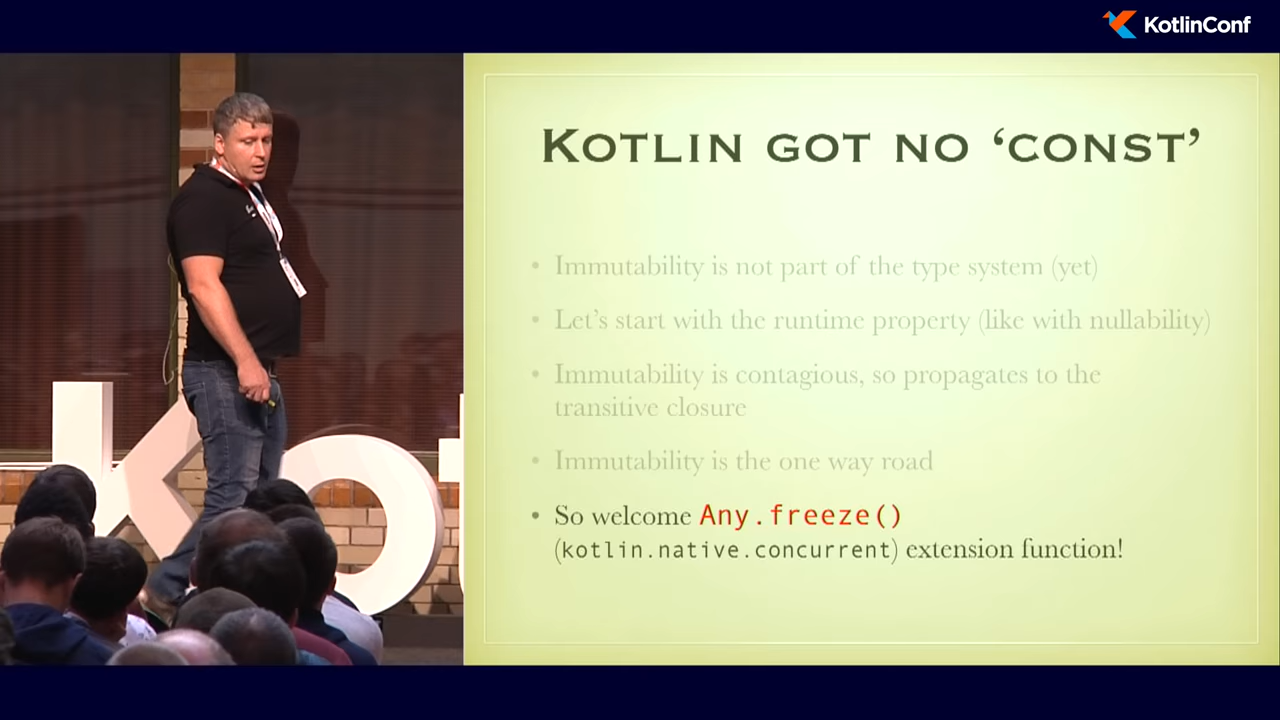 KotlinConf
KOTLIN GOT NO ‘CONST’
• Immutability is not part of the type system (yet)
• Let’s start with the runtime property (like with nullability)
• Immutability is contagious, so propagates to the
transitive closure
• Immutability is the one way road
• So welcome Any.freeze()
(kotlin.native.concurrent) extension function!
Kot